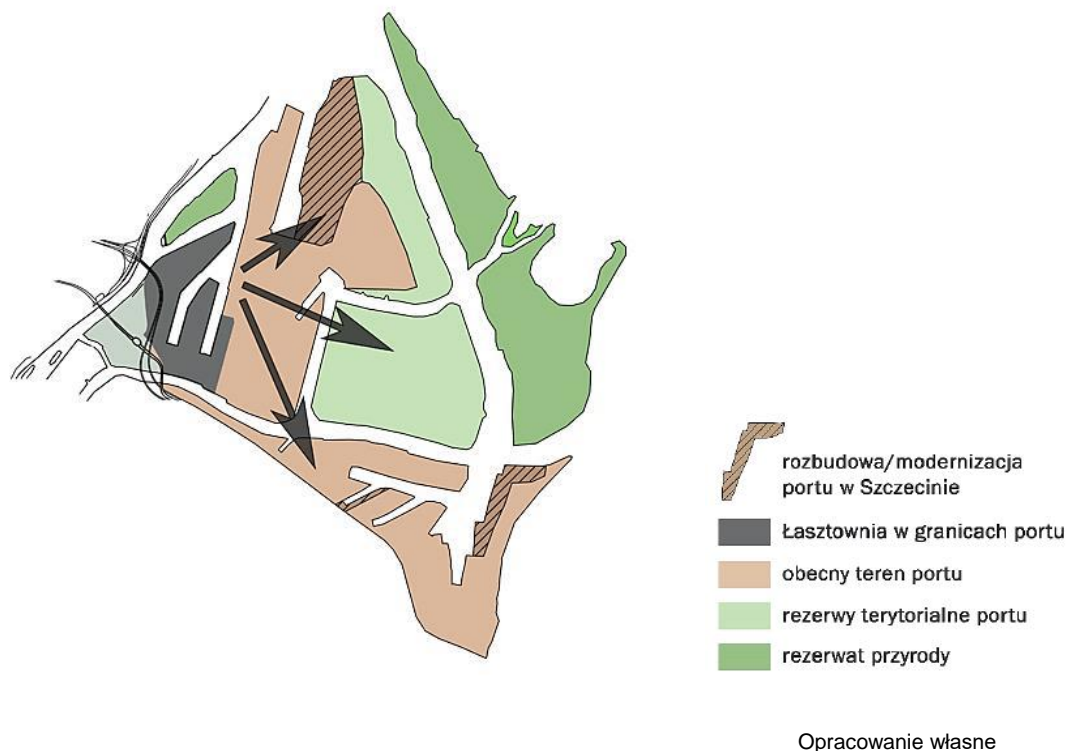 rozbudowa/modernizacja
portu w Szczecinie
Łasztownia w granicach portu
obecny teren portu
rezerwy terytorialne portu
rezerwat przyrody
Opracowanie własne